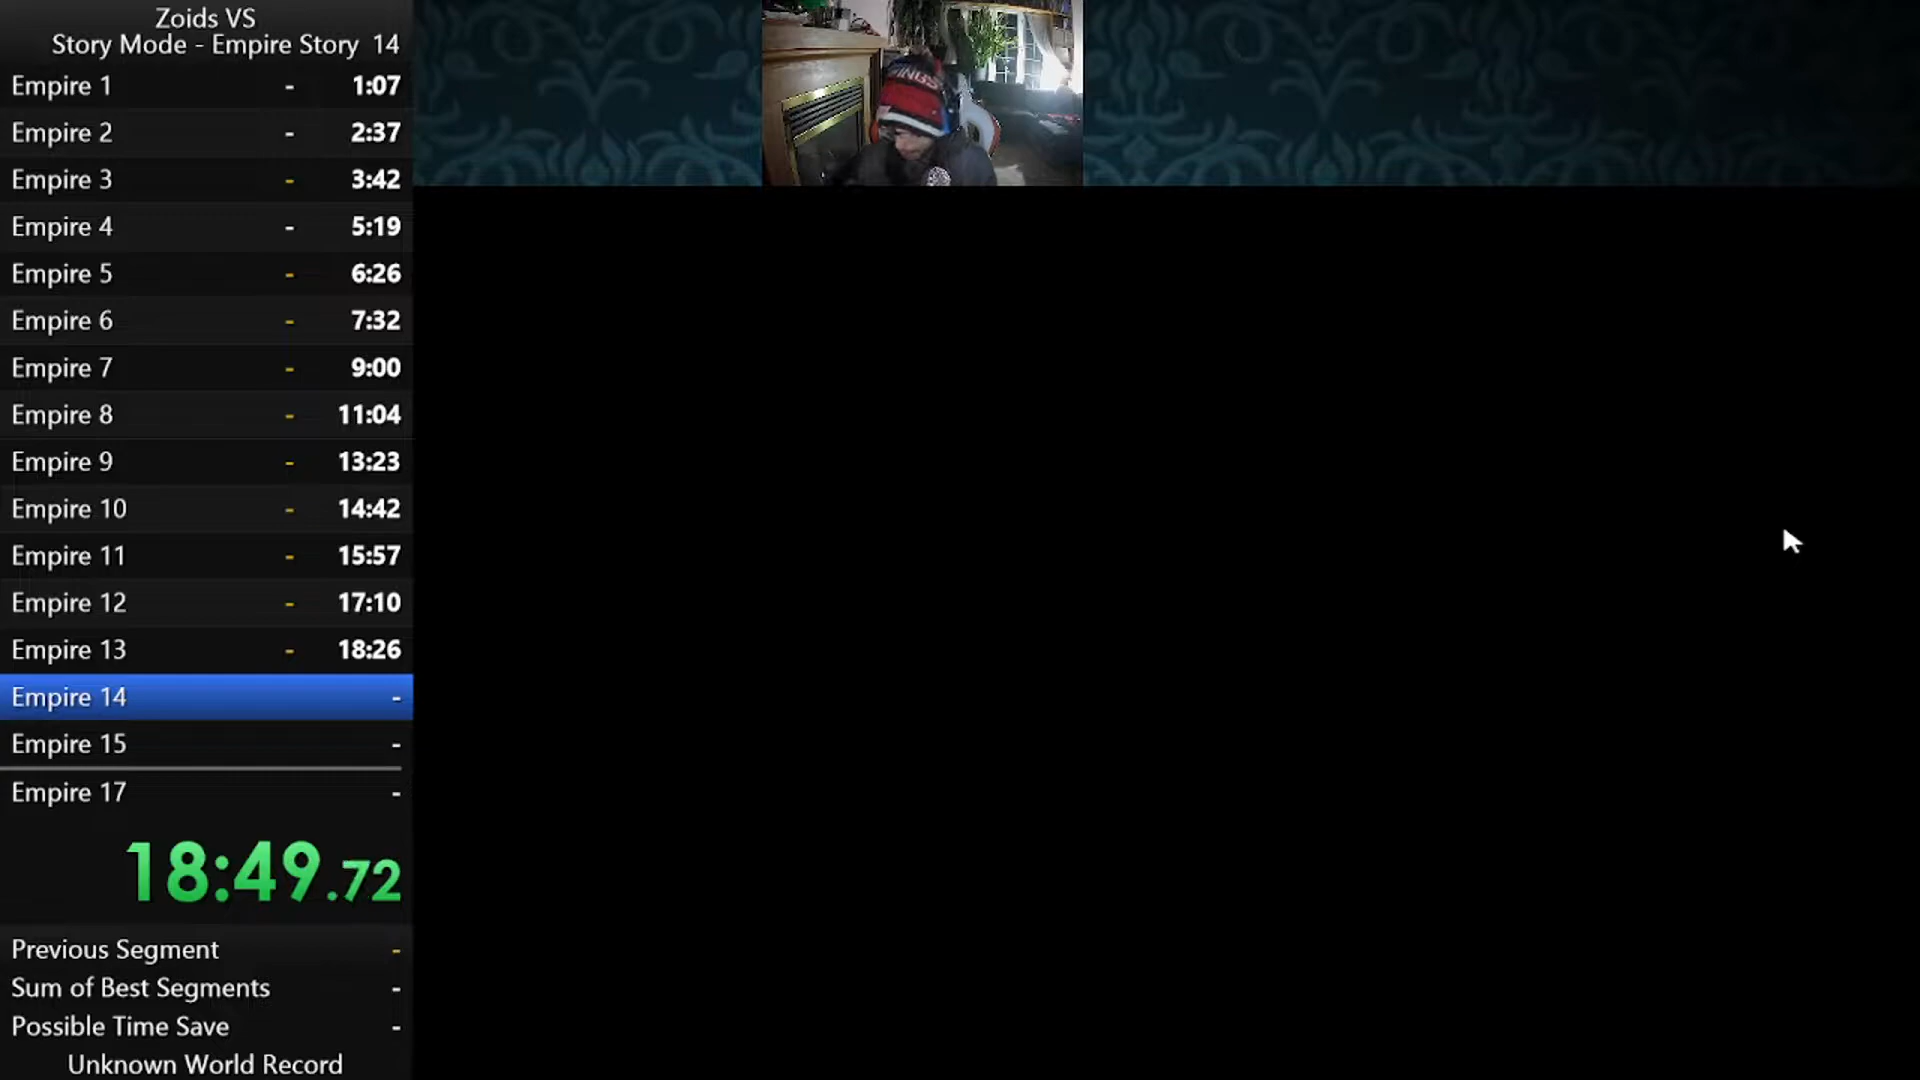 Zoids VS
Story Mode - Empire Story 14
Empire 1 - 1:07
Empire 2 - 2:37
Empire 3 - 3:42
Empire 4 - 5:19
Empire 5 - 6:26
Empire 6 - 7:32
Empire 7 - 9:00
Empire 8 - 11:04
Empire 9 - 13:23
Empire 10 - 14:42
Empire 11 - 15:57
Empire 12 - 17:10
Empire 13 - 18:26
Empire 14 -
Empire 15 -
Empire 17 -
18:49.72
Previous Segment -
Sum of Best Segments -
Possible Time Save -
Unknown World Record